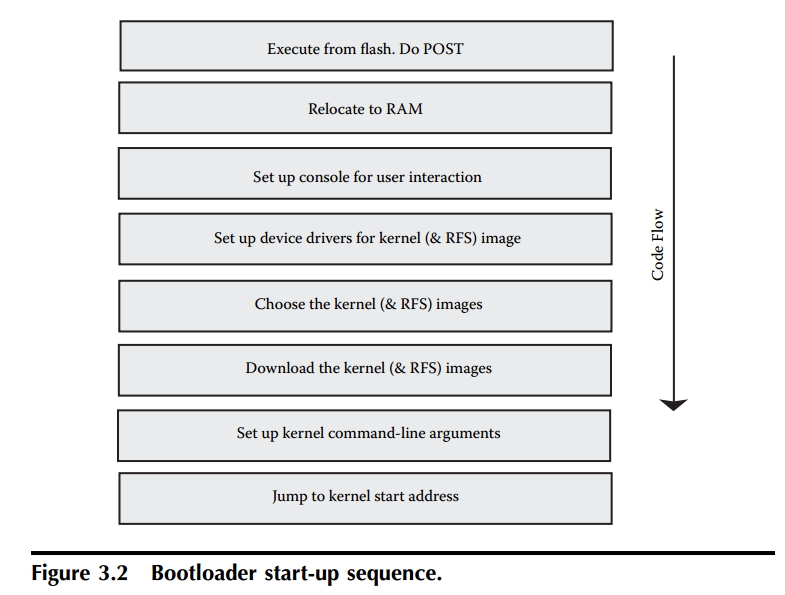 Execute from flash. Do POST
Relocate to RAM
Set up console for user interaction
Set up device drivers for kernel (& RFS) image
Choose the kernel (& RFS) images
Download the kernel (& RFS) images
Set up kernel command-line arguments
Jump to kernel start address
Code Flow
Figure 3.2 Bootloader start-up sequence.